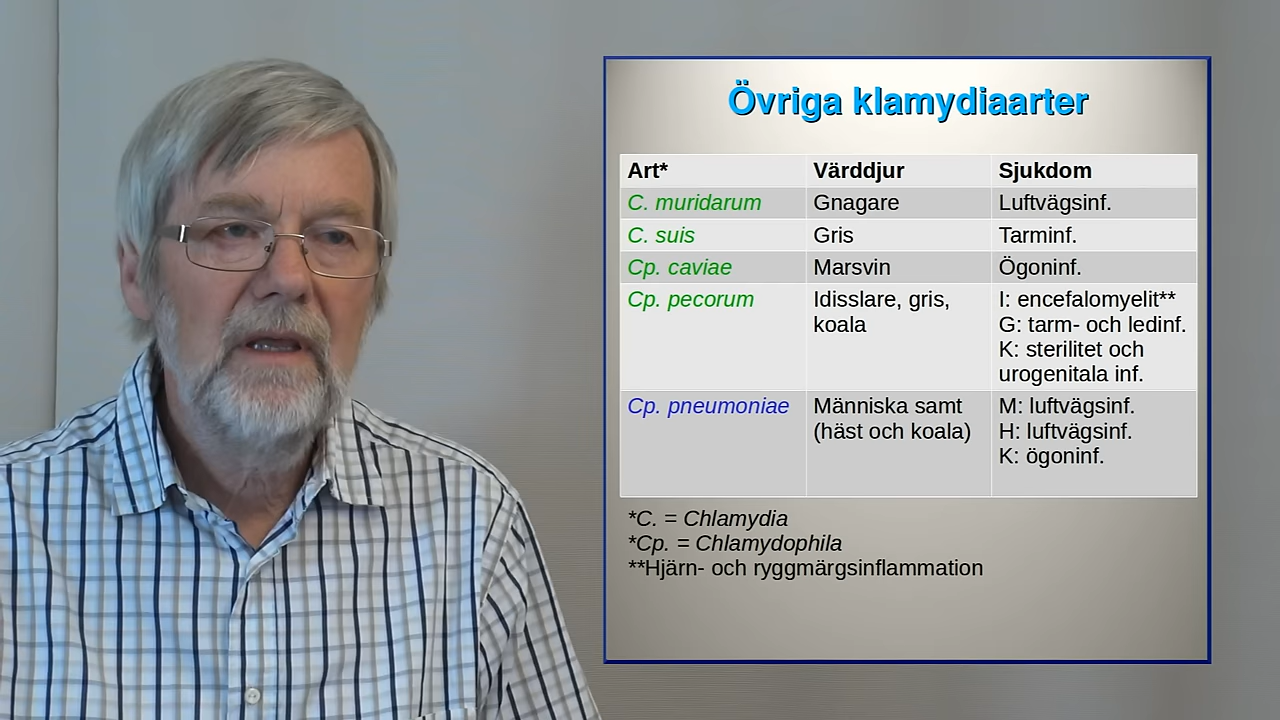 Övriga klamydiaarter
Art* Värddjur Sjukdom
C. muridarum Gnagare Luftvägsinf.
C. suis Gris Tarminf.
Cp. caviae Marsvin Ögoninf.
Cp. pecorum Idisslare, gris, I: encefalomyelit**
koala G: tarm- och ledinf.
K: sterilitet och
urogenitala inf.
Cp. pneumoniae Människa samt M: luftvägsinf.
(häst och koala) H: luftvägsinf.
K: ögoninf.
*C. = Chlamydia
*Cp. = Chlamydophila
**Hjärn- och ryggmärgsinflammation